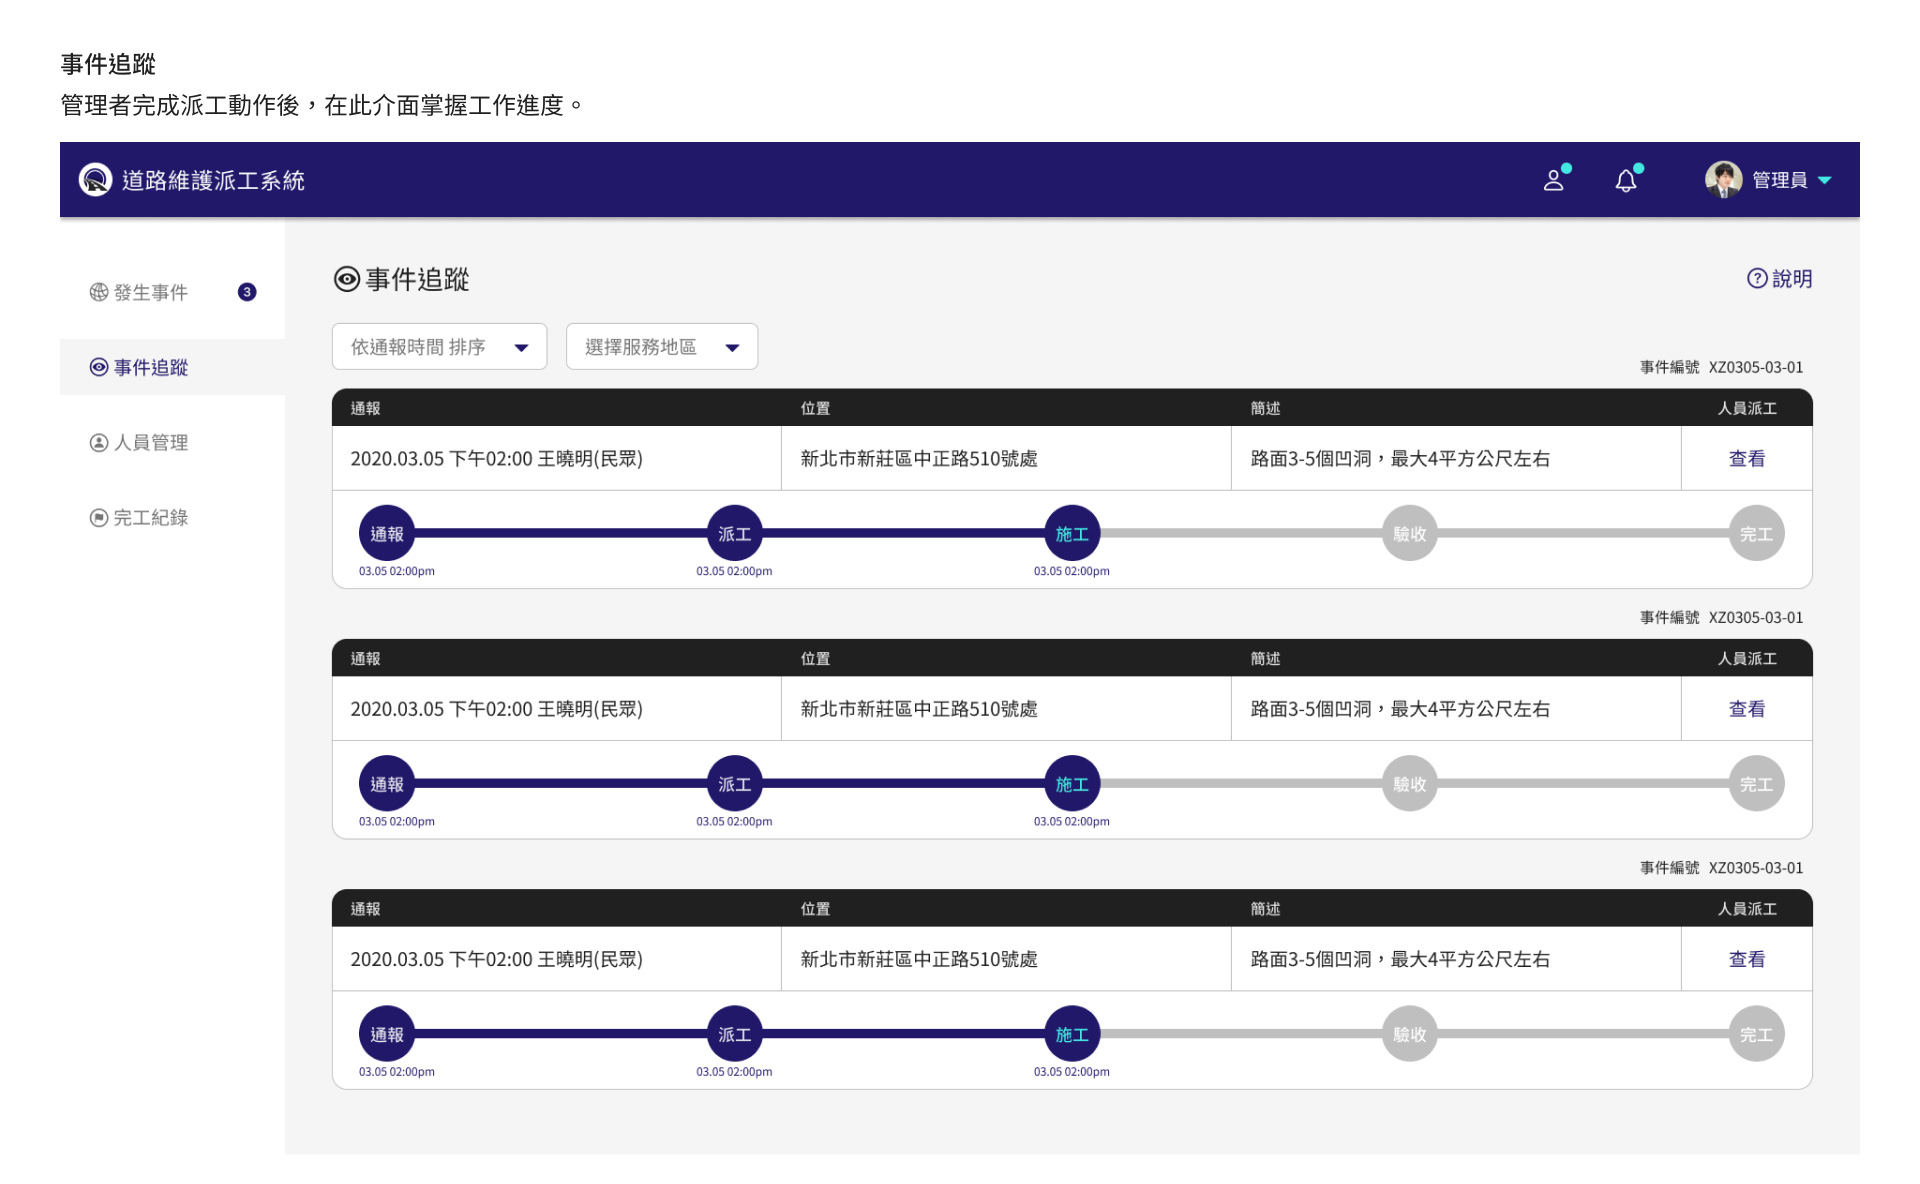 事件追蹤
管理者完成派工動作後，在此介面掌握工作進度。
道路維護派工系統
管理員
發生事件 3
事件追蹤
人員管理
完工紀錄
事件追蹤
說明
依通報時間 排序
選擇服務地區
事件編號 XZ0305-03-01
通報 位置 簡述 人員派工
2020.03.05 下午02:00 王曉明(民眾) 新北市新莊區中正路510號處 路面3-5個凹洞，最大4平方公尺左右 查看
通報 派工 施工 驗收 完工
03.05 02:00pm 03.05 02:00pm 03.05 02:00pm
事件編號 XZ0305-03-01
通報 位置 簡述 人員派工
2020.03.05 下午02:00 王曉明(民眾) 新北市新莊區中正路510號處 路面3-5個凹洞，最大4平方公尺左右 查看
通報 派工 施工 驗收 完工
03.05 02:00pm 03.05 02:00pm 03.05 02:00pm
事件編號 XZ0305-03-01
通報 位置 簡述 人員派工
2020.03.05 下午02:00 王曉明(民眾) 新北市新莊區中正路510號處 路面3-5個凹洞，最大4平方公尺左右 查看
通報 派工 施工 驗收 完工
03.05 02:00pm 03.05 02:00pm 03.05 02:00pm